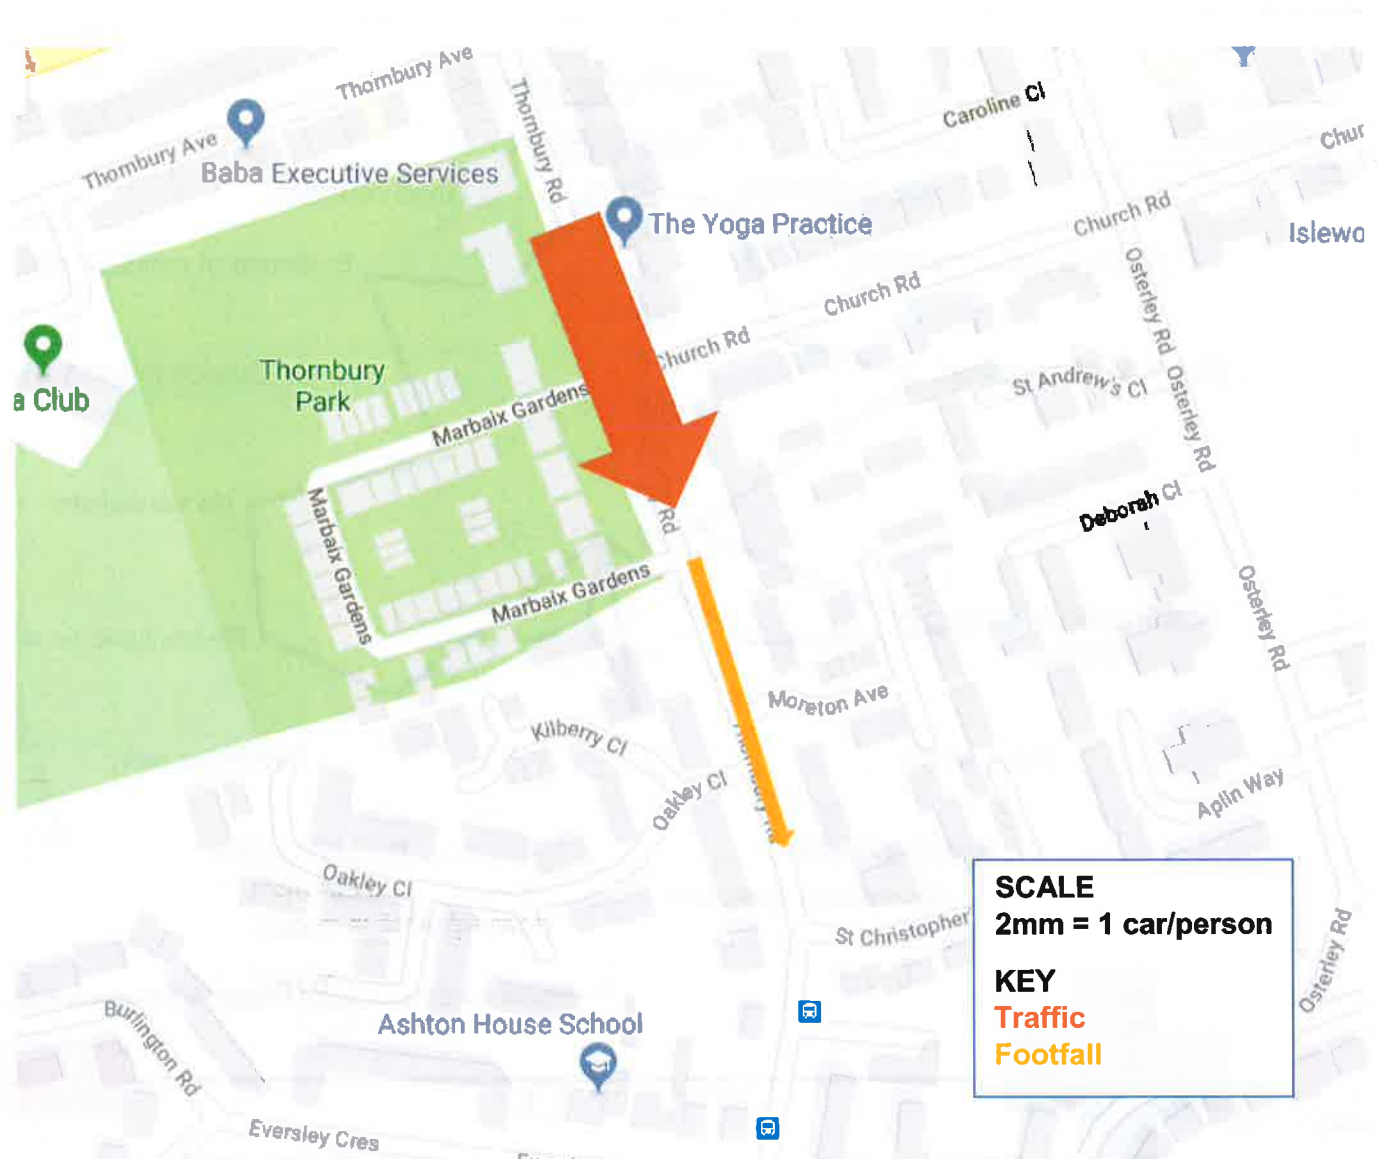 Thornbury Ave
Thornbury Ave
Thornbury Rd
Caroline Cl
Baba Executive Services
The Yoga Practice
Church Rd
Church Rd
Church Rd
Islewo
Chur
Osterley Rd
a Club
Thornbury
Park
Marbaix Gardens
St Andrew's Cl
Osterley Rd
Marbaix Gardens
Rd
Deborah Cl
Marbaix Gardens
Osterley Rd
Moreton Ave
Kilberry Cl
Oakley Cl
Aplin Way
Oakley Cl
St Christopher'
Osterley Rd
SCALE
2mm = 1 car/person
KEY
Traffic
Footfall
Burlington Rd
Ashton House School
Eversley Cres